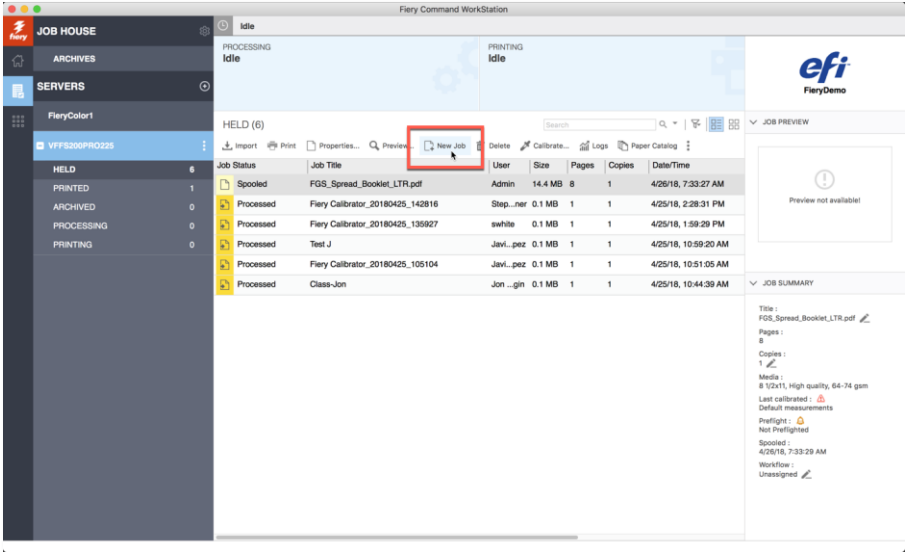 Fiery Command WorkStation
fiery
JOB HOUSE
ARCHIVES
SERVERS
FieryColor1
VFFS200PRO225
HELD 6
PRINTED 1
ARCHIVED 0
PROCESSING 0
PRINTING 0
Idle
PROCESSING
Idle
PRINTING
Idle
HELD (6)
Search
Import Print Properties... Preview... New Job Delete Calibrate... Logs Paper Catalog
Job Status Job Title User Size Pages Copies Date/Time
Spooled FGS_Spread_Booklet_LTR.pdf Admin 14.4 MB 8 1 4/26/18, 7:33:27 AM
Processed Fiery Calibrator_20180425_142816 Step...ner 0.1 MB 1 1 4/25/18, 2:28:31 PM
Processed Fiery Calibrator_20180425_135927 swhite 0.1 MB 1 1 4/25/18, 1:59:29 PM
Processed Test J Javi...pez 0.1 MB 1 1 4/25/18, 10:59:20 AM
Processed Fiery Calibrator_20180425_105104 Javi...pez 0.1 MB 1 1 4/25/18, 10:51:05 AM
Processed Class-Jon Jon ...gin 0.1 MB 1 1 4/25/18, 10:44:39 AM
efi
FieryDemo
JOB PREVIEW
Preview not available!
JOB SUMMARY
Title :
FGS_Spread_Booklet_LTR.pdf
Pages :
8
Copies :
1
Media :
8 1/2x11, High quality, 64-74 gsm
Last calibrated :
Default measurements
Preflight :
Not Preflighted
Spooled :
4/26/18, 7:33:29 AM
Workflow :
Unassigned